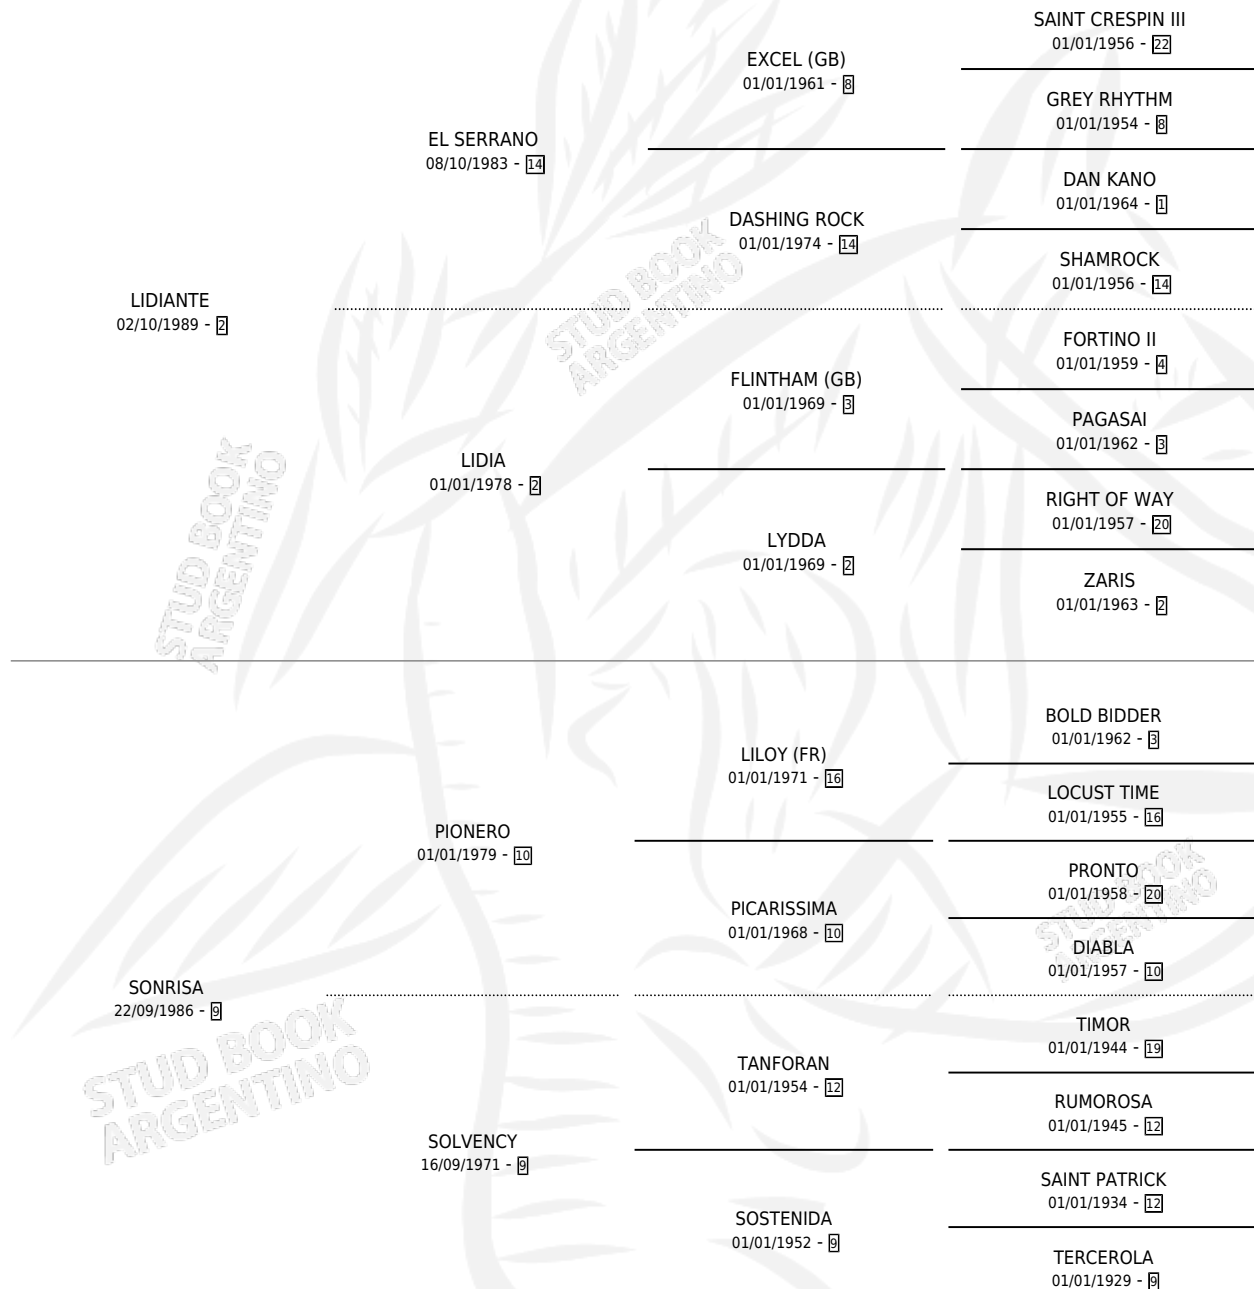 SAINT CRESPIN III
01/01/1956 - 22
EXCEL (GB)
01/01/1961 - 8
GREY RHYTHM
01/01/1954 - 8
EL SERRANO
08/10/1983 - 14
DAN KANO
01/01/1964 - 1
DASHING ROCK
01/01/1974 - 14
SHAMROCK
01/01/1956 - 14
LIDIANTE
02/10/1989 - 2
FORTINO II
01/01/1959 - 4
FLINTHAM (GB)
01/01/1969 - 3
PAGASAI
01/01/1962 - 3
LIDIA
01/01/1978 - 2
RIGHT OF WAY
01/01/1957 - 20
LYDDA
01/01/1969 - 2
ZARIS
01/01/1963 - 2
BOLD BIDDER
01/01/1962 - 3
LILOY (FR)
01/01/1971 - 16
LOCUST TIME
01/01/1955 - 16
PIONERO
01/01/1979 - 10
PRONTO
01/01/1958 - 20
PICARISSIMA
01/01/1968 - 10
DIABLA
01/01/1957 - 10
SONRISA
22/09/1986 - 9
TIMOR
01/01/1944 - 19
TANFORAN
01/01/1954 - 12
RUMOROSA
01/01/1945 - 12
SOLVENCY
16/09/1971 - 9
SAINT PATRICK
01/01/1934 - 12
SOSTENIDA
01/01/1952 - 9
TERCEROLA
01/01/1929 - 9
STUD BOOK
ARGENTINO
STUD BOOK
ARGENTINO
STUD BOOK
ARGENTINO
STUD BOOK
ARGENTINO